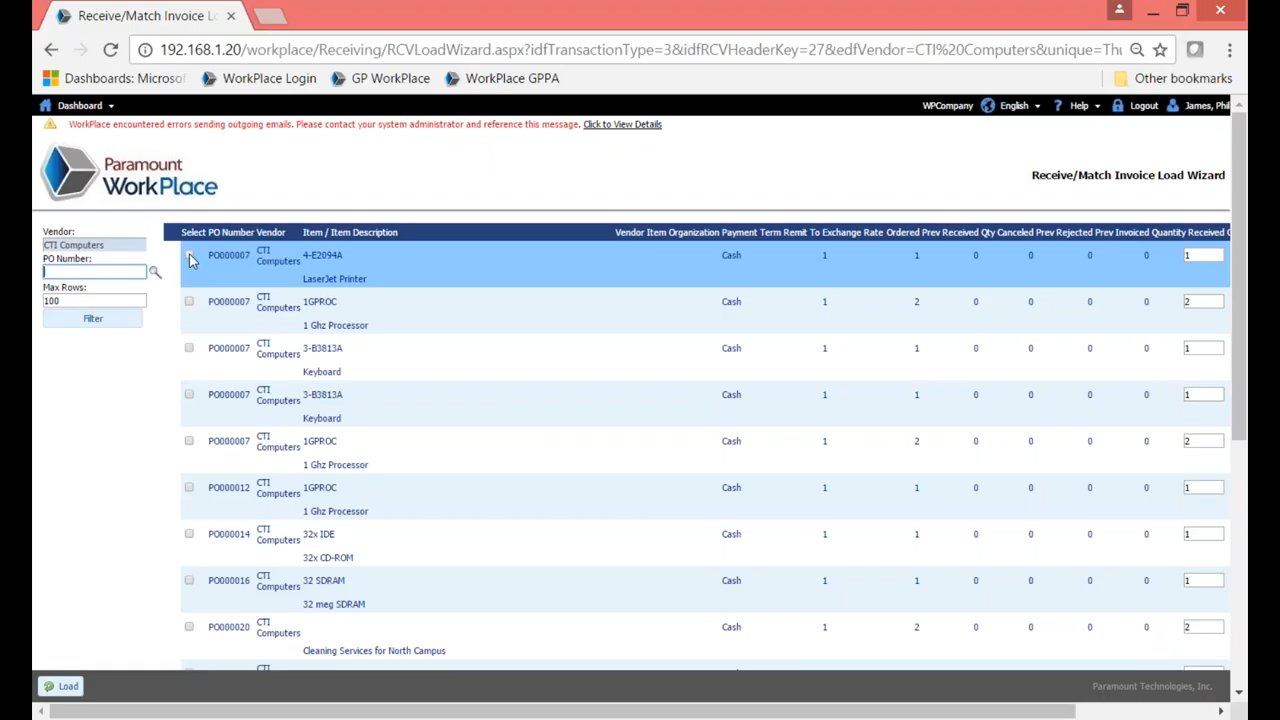 Receive/Match Invoice Lo
192.168.1.20/workplace/Receiving/RCVLoadWizard.aspx?idfTransactionType=3&idfRCVHeaderKey=27&edfVendor=CTI%20Computers&unique=Thu
Dashboards: Microsof WorkPlace Login GP WorkPlace WorkPlace GPPA Other bookmarks
Dashboard WPCompany English Help Logout James, Phil
WorkPlace encountered errors sending outgoing emails. Please contact your system administrator and reference this message. Click to View Details
Paramount
WorkPlace
Receive/Match Invoice Load Wizard
Vendor:
CTI Computers
PO Number:
Max Rows:
100
Filter
Select PO Number Vendor Item / Item Description Vendor Item Organization Payment Term Remit To Exchange Rate Ordered Prev Received Qty Canceled Prev Rejected Prev Invoiced Quantity Received
PO000007 CTI Computers 4-E2094A Cash 1 1 0 0 0 0 1
LaserJet Printer
PO000007 CTI Computers 1GPROC Cash 1 2 0 0 0 0 2
1 Ghz Processor
PO000007 CTI Computers 3-B3813A Cash 1 1 0 0 0 0 1
Keyboard
PO000007 CTI Computers 3-B3813A Cash 1 1 0 0 0 0 1
Keyboard
PO000007 CTI Computers 1GPROC Cash 1 2 0 0 0 0 2
1 Ghz Processor
PO000012 CTI Computers 1GPROC Cash 1 1 0 0 0 0 1
1 Ghz Processor
PO000014 CTI Computers 32x IDE Cash 1 1 0 0 0 0 1
32x CD-ROM
PO000016 CTI Computers 32 SDRAM Cash 1 1 0 0 0 0 1
32 meg SDRAM
PO000020 CTI Computers Cash 1 2 0 0 0 0 2
Cleaning Services for North Campus
CTI
Load
Paramount Technologies, Inc.